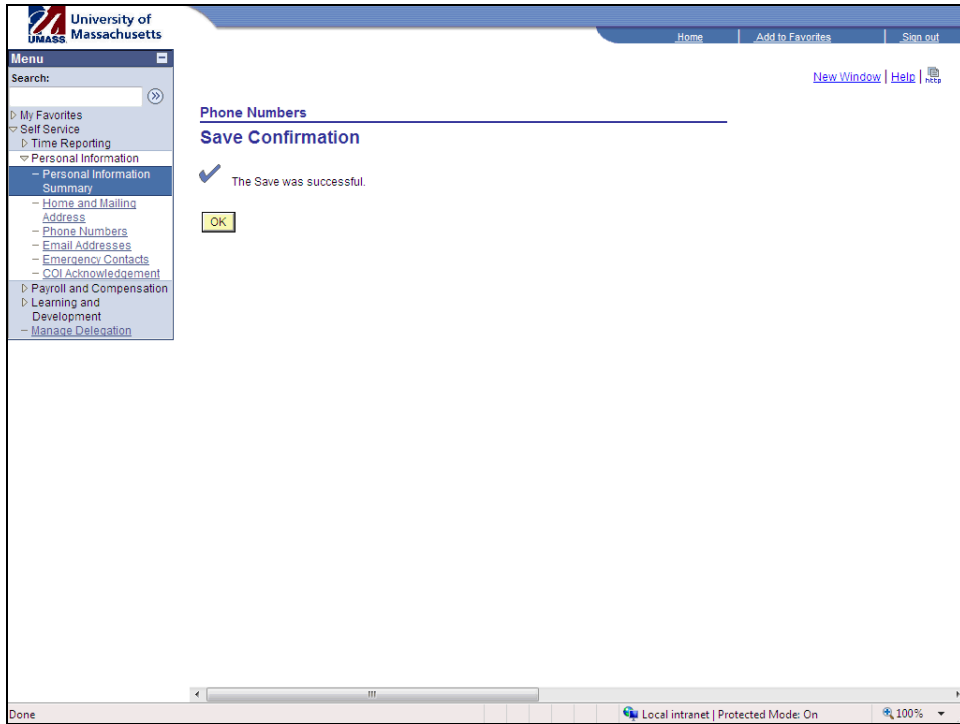 University of
Massachusetts
UMASS
Home
Add to Favorites
Sign out
Menu
Search:
New Window | Help | http
My Favorites
Self Service
Time Reporting
Personal Information
– Personal Information
Summary
– Home and Mailing
Address
– Phone Numbers
– Email Addresses
– Emergency Contacts
– COI Acknowledgement
Payroll and Compensation
Learning and
Development
– Manage Delegation
Phone Numbers
Save Confirmation
The Save was successful.
OK
Done
Local intranet | Protected Mode: On
100%